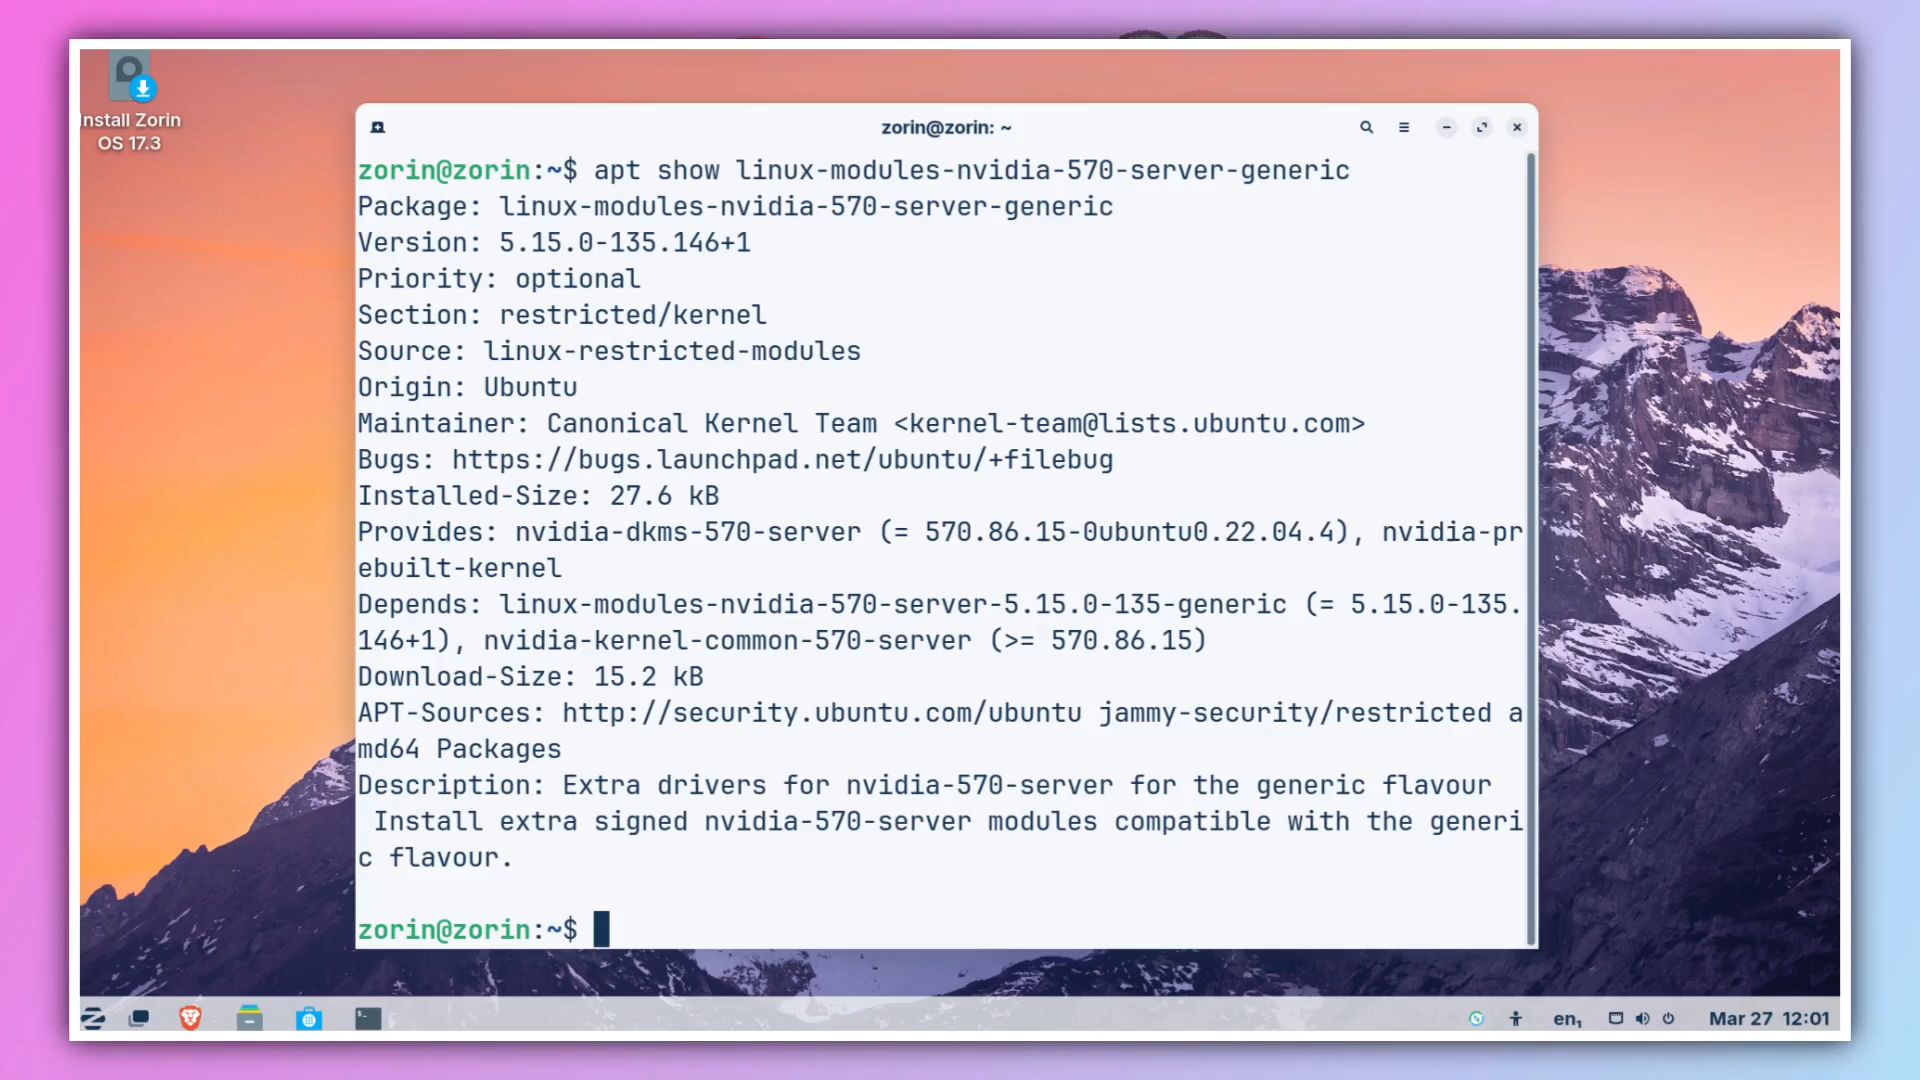 Install Zorin
OS 17.3
zorin@zorin: ~
zorin@zorin:~$ apt show linux-modules-nvidia-570-server-generic
Package: linux-modules-nvidia-570-server-generic
Version: 5.15.0-135.146+1
Priority: optional
Section: restricted/kernel
Source: linux-restricted-modules
Origin: Ubuntu
Maintainer: Canonical Kernel Team <kernel-team@lists.ubuntu.com>
Bugs: https://bugs.launchpad.net/ubuntu/+filebug
Installed-Size: 27.6 kB
Provides: nvidia-dkms-570-server (= 570.86.15-0ubuntu0.22.04.4), nvidia-pr
ebuilt-kernel
Depends: linux-modules-nvidia-570-server-5.15.0-135-generic (= 5.15.0-135.
146+1), nvidia-kernel-common-570-server (>= 570.86.15)
Download-Size: 15.2 kB
APT-Sources: http://security.ubuntu.com/ubuntu jammy-security/restricted a
md64 Packages
Description: Extra drivers for nvidia-570-server for the generic flavour
 Install extra signed nvidia-570-server modules compatible with the generi
c flavour.
zorin@zorin:~$
en₁ Mar 27 12:01